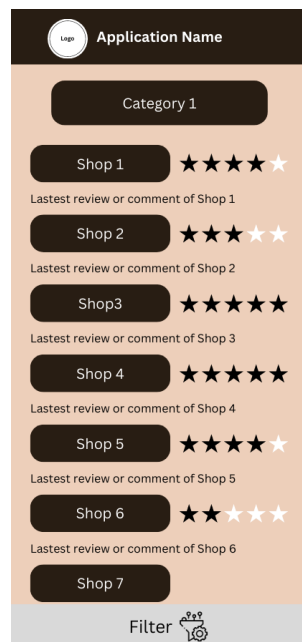 Logo
Application Name
Category 1
Shop 1
Lastest review or comment of Shop 1
Shop 2
Lastest review or comment of Shop 2
Shop3
Lastest review or comment of Shop 3
Shop 4
Lastest review or comment of Shop 4
Shop 5
Lastest review or comment of Shop 5
Shop 6
Lastest review or comment of Shop 6
Shop 7
Filter